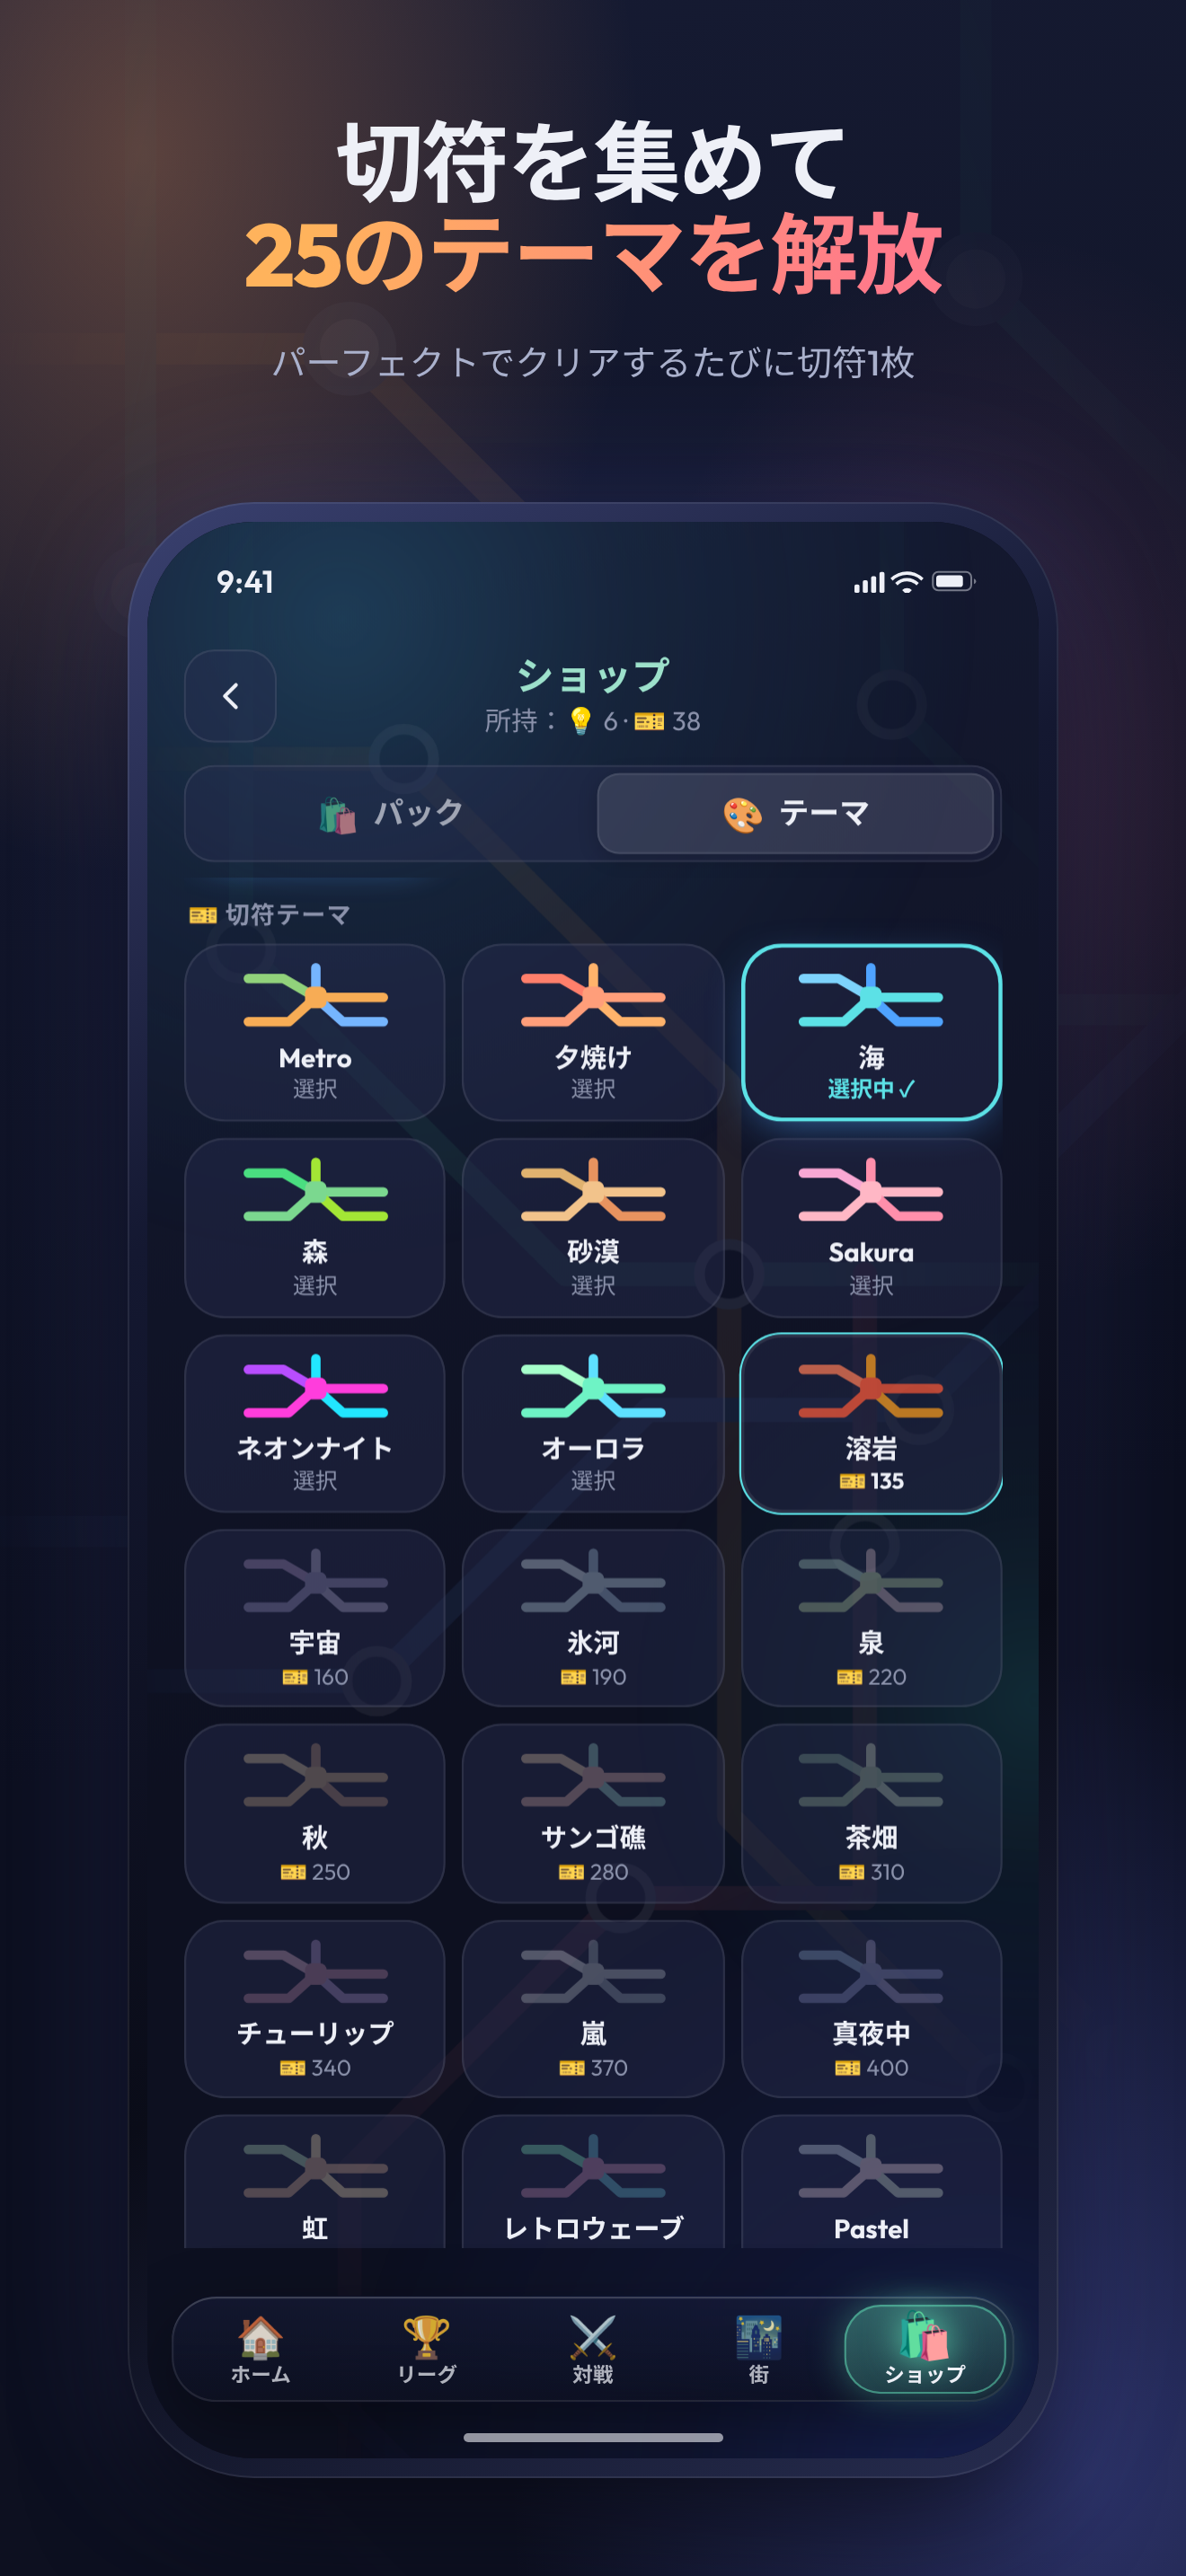 切符を集めて
25のテーマを解放
パーフェクトでクリアするたびに切符1枚
9:41
ショップ
所持：💡 6 · 🎫 38
🛍️ パック
🎨 テーマ
🎫 切符テーマ
Metro
選択
夕焼け
選択
海
選択中 ✓
森
選択
砂漠
選択
Sakura
選択
ネオンナイト
選択
オーロラ
選択
溶岩
🎫 135
宇宙
🎫 160
氷河
🎫 190
泉
🎫 220
秋
🎫 250
サンゴ礁
🎫 280
茶畑
🎫 310
チューリップ
🎫 340
嵐
🎫 370
真夜中
🎫 400
虹
レトロウェーブ
Pastel
ホーム
リーグ
対戦
街
ショップ